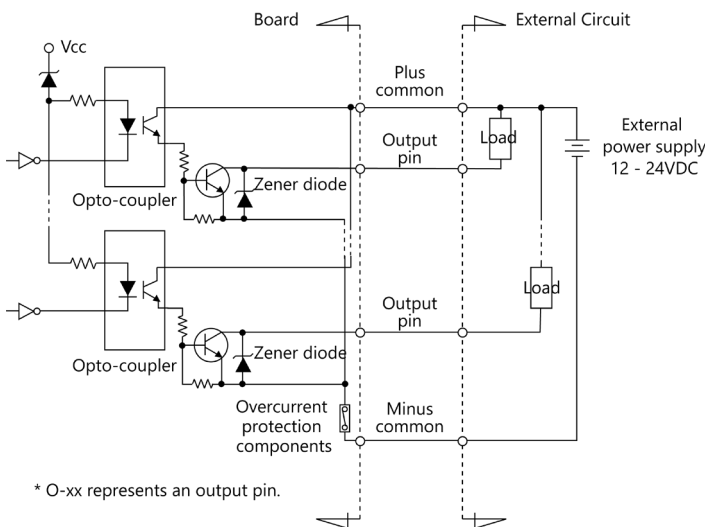 Board
External Circuit
Vcc
Plus
common
Load
External
power supply
12 - 24VDC
Output
pin
Zener diode
Opto-coupler
Load
Output
pin
Zener diode
Opto-coupler
Overcurrent
protection
components
Minus
common
* O-xx represents an output pin.